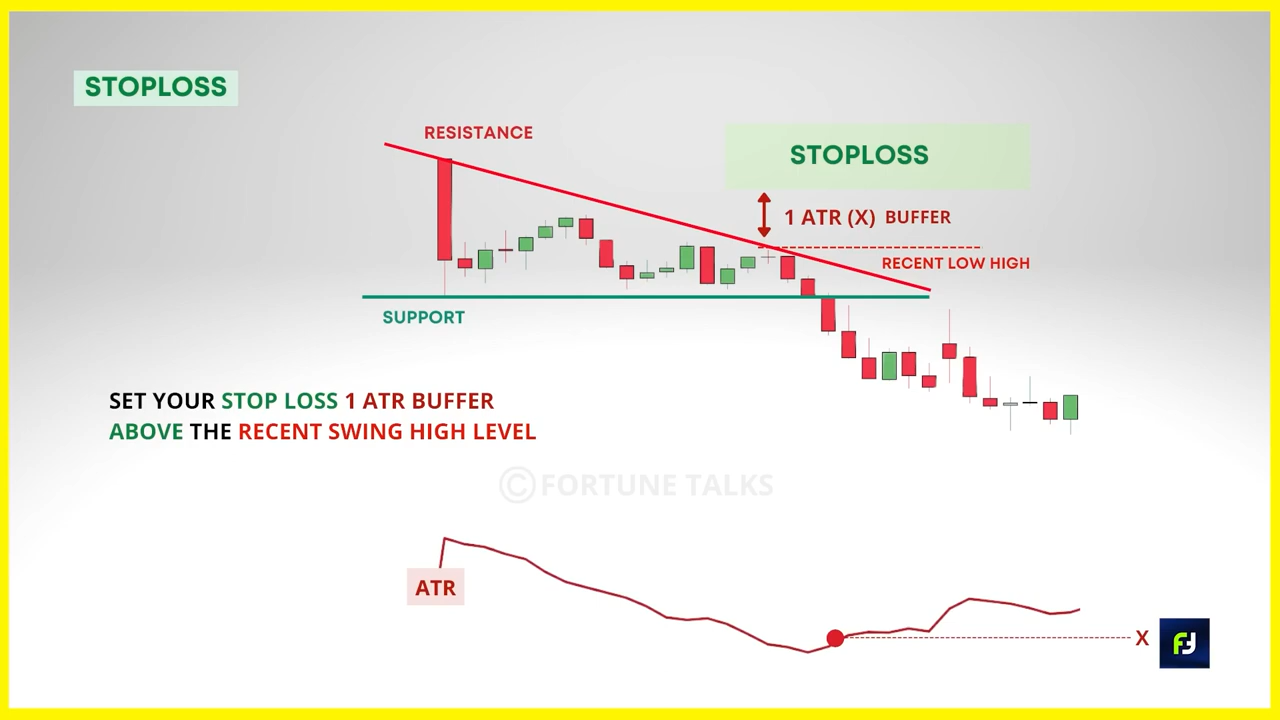 STOPLOSS
RESISTANCE
STOPLOSS
1 ATR (X) BUFFER
RECENT LOW HIGH
SUPPORT
SET YOUR STOP LOSS 1 ATR BUFFER
ABOVE THE RECENT SWING HIGH LEVEL
© FORTUNE TALKS
ATR
X